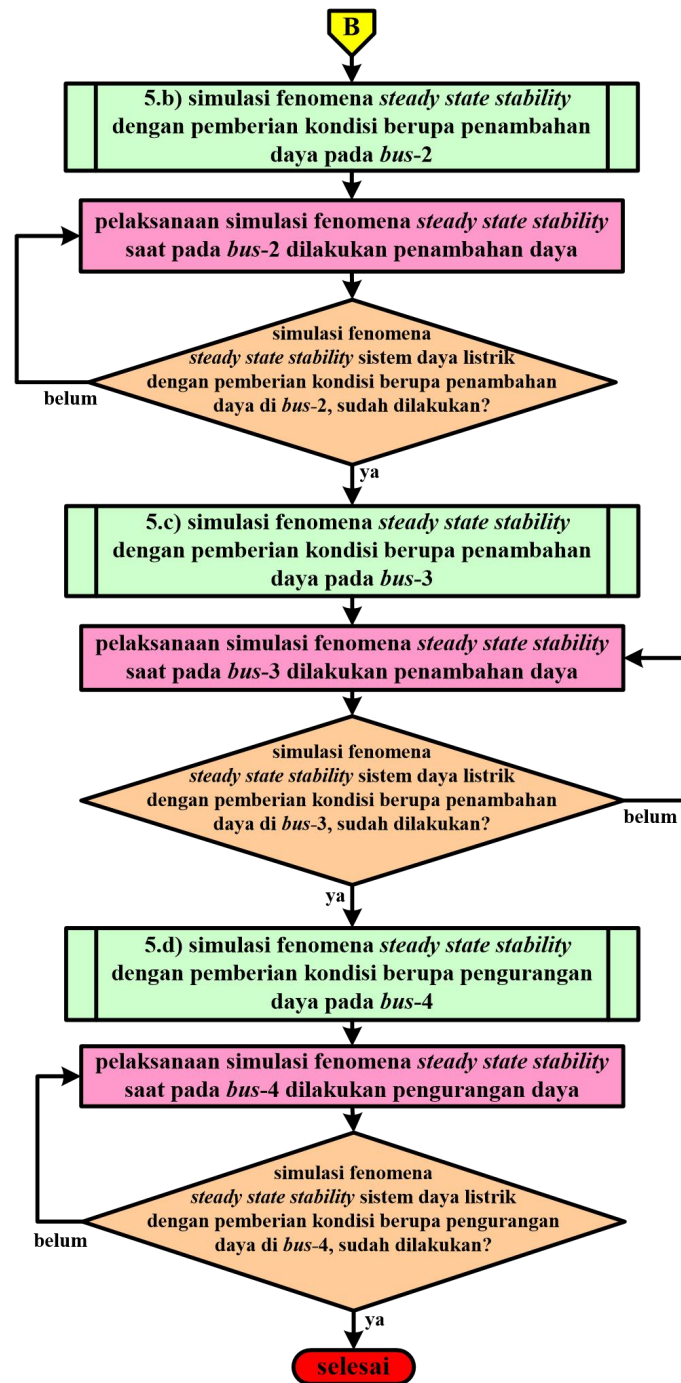 B
5.b) simulasi fenomena steady state stability
dengan pemberian kondisi berupa penambahan
daya pada bus-2
pelaksanaan simulasi fenomena steady state stability
saat pada bus-2 dilakukan penambahan daya
simulasi fenomena
steady state stability sistem daya listrik
dengan pemberian kondisi berupa penambahan
daya di bus-2, sudah dilakukan?
belum
ya
5.c) simulasi fenomena steady state stability
dengan pemberian kondisi berupa penambahan
daya pada bus-3
pelaksanaan simulasi fenomena steady state stability
saat pada bus-3 dilakukan penambahan daya
simulasi fenomena
steady state stability sistem daya listrik
dengan pemberian kondisi berupa penambahan
daya di bus-3, sudah dilakukan?
belum
ya
5.d) simulasi fenomena steady state stability
dengan pemberian kondisi berupa pengurangan
daya pada bus-4
pelaksanaan simulasi fenomena steady state stability
saat pada bus-4 dilakukan pengurangan daya
simulasi fenomena
steady state stability sistem daya listrik
dengan pemberian kondisi berupa pengurangan
daya di bus-4, sudah dilakukan?
belum
ya
selesai